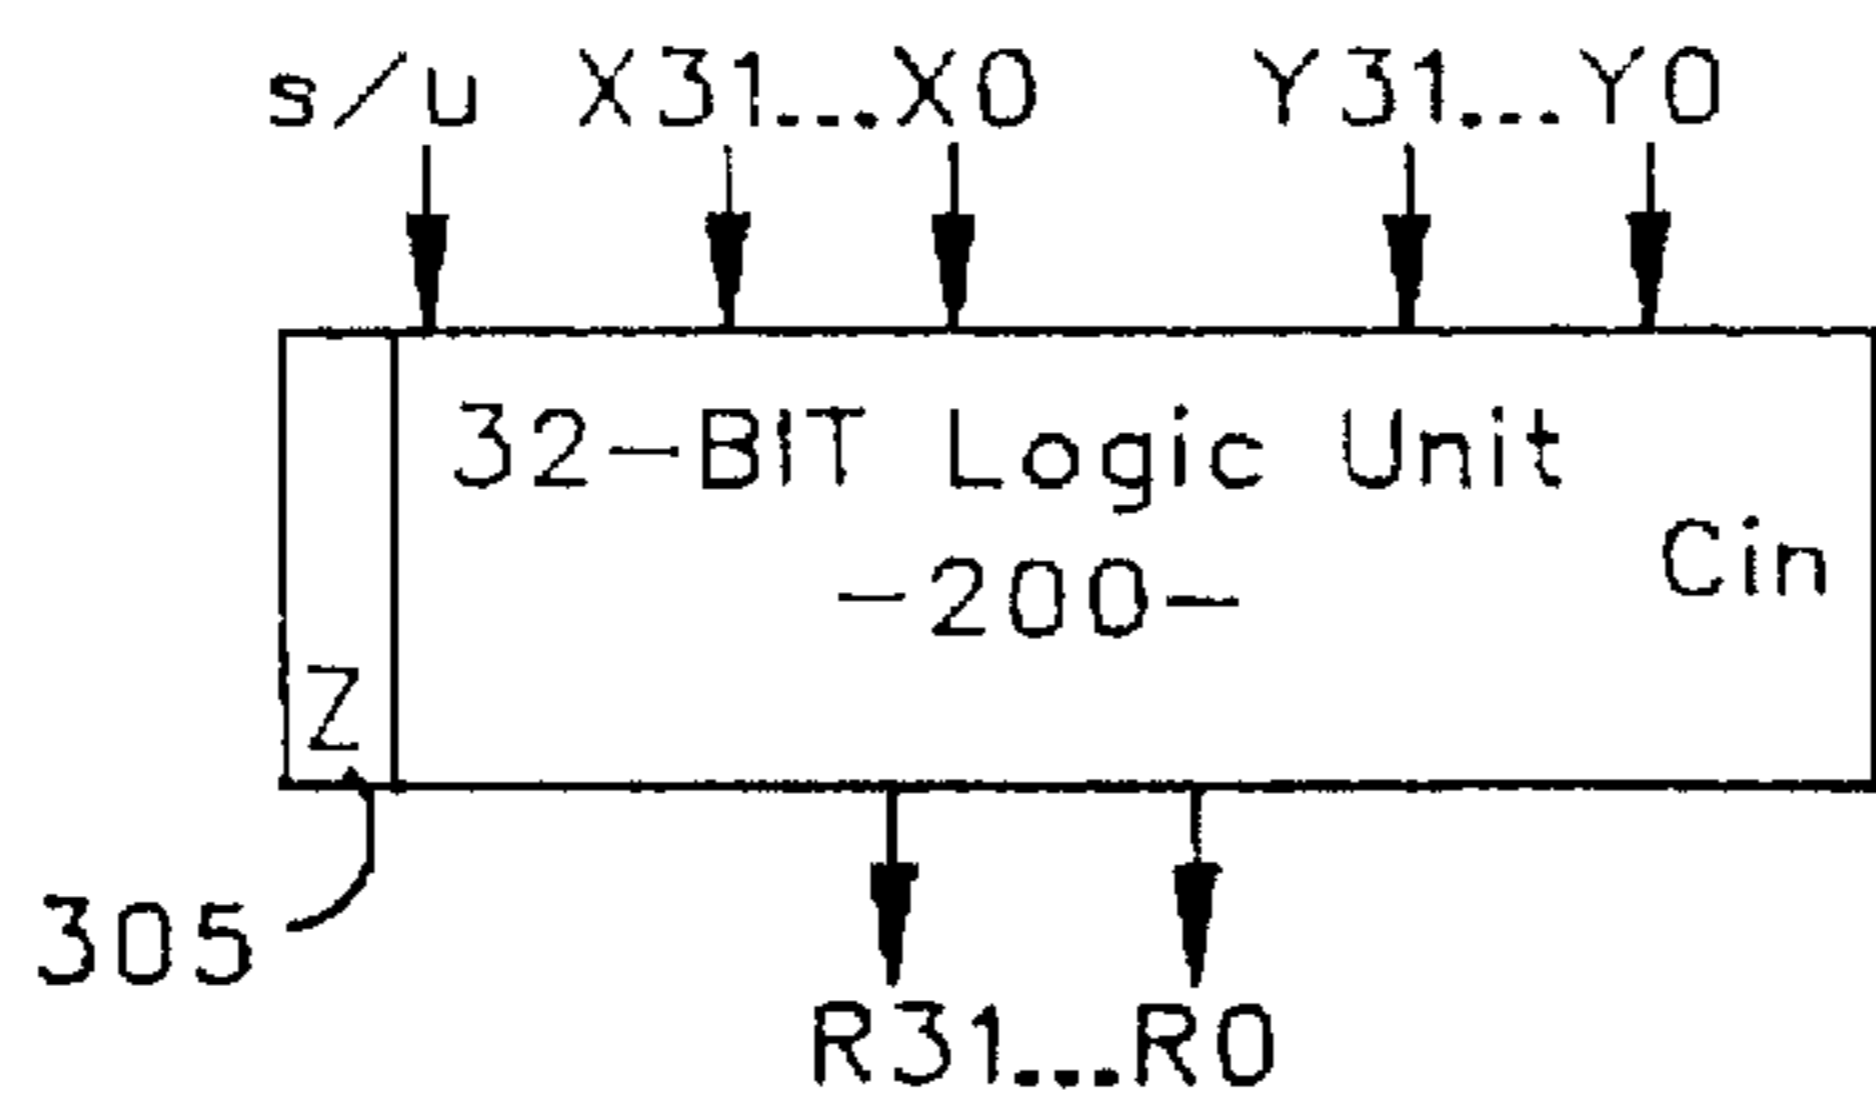 s/u X31...X0 Y31...Y0
32-BIT Logic Unit
Cin
-200-
Z
305
R31...R0